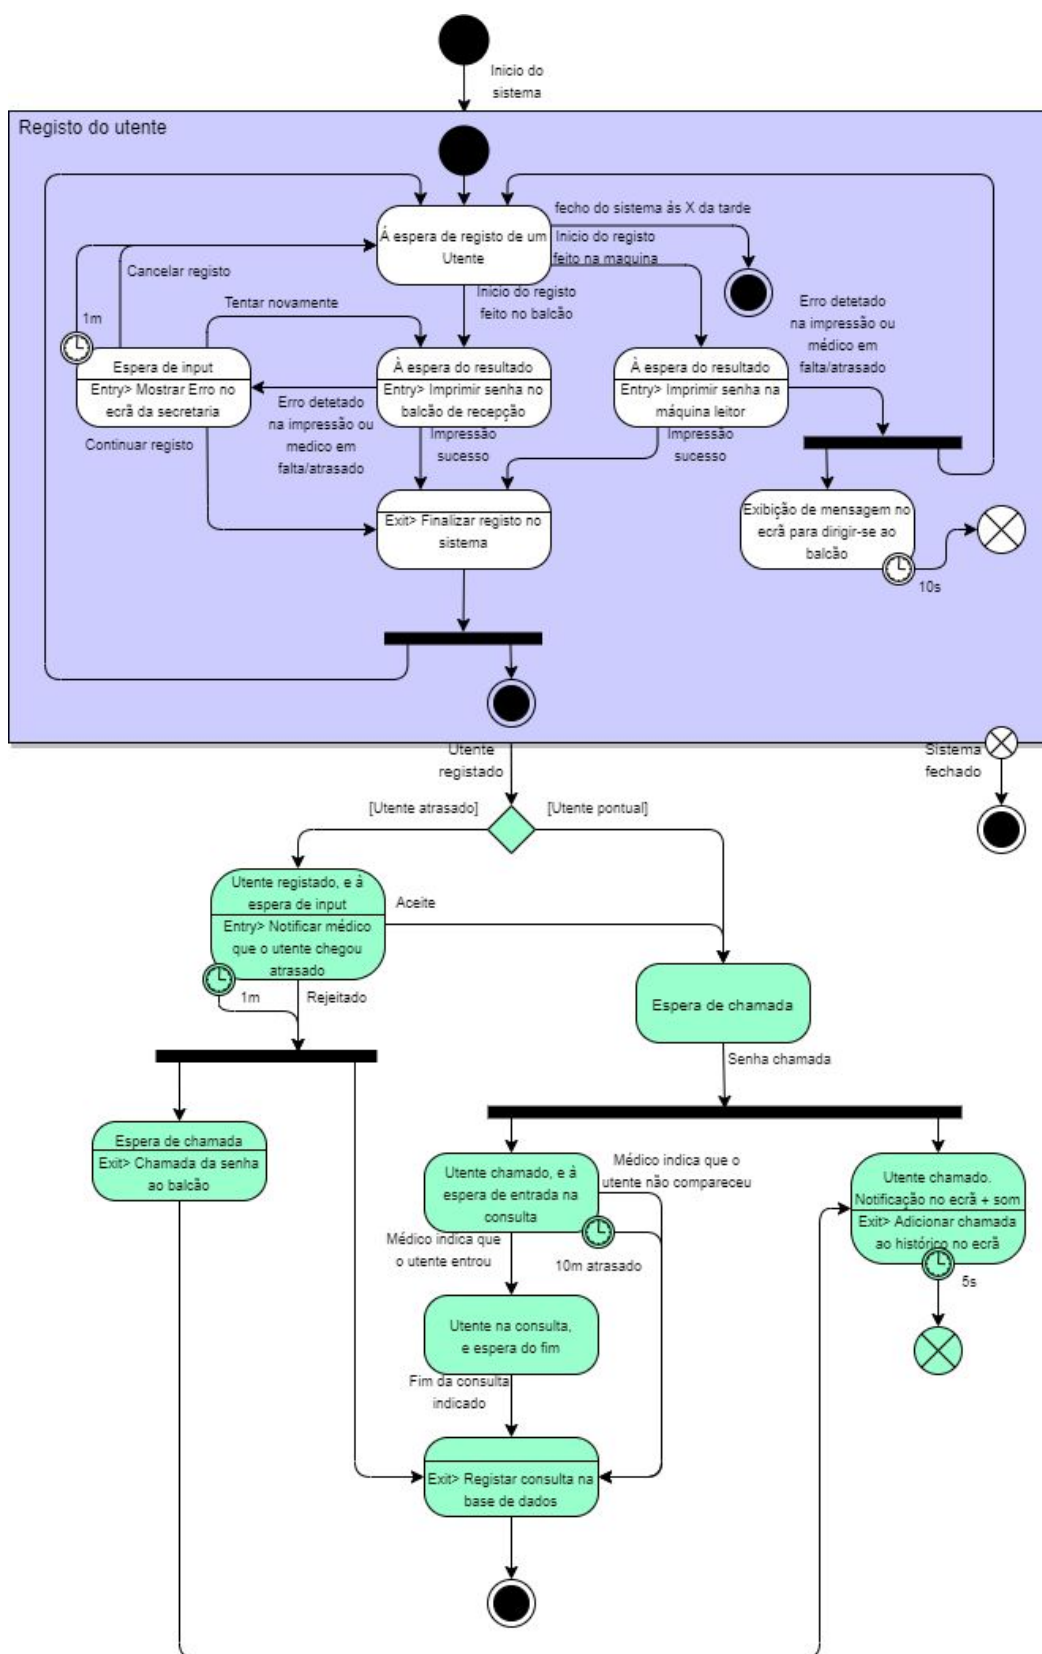 Inicio do
sistema
Registo do utente
fecho do sistema ás X da tarde
Á espera de registo de um
Utente
Inicio do registo
feito na maquina
Cancelar registo
Inicio do registo
feito no balcão
Tentar novamente
1m
Erro detetado
na impressão ou
médico em
falta/atrasado
Espera de input
Entry> Mostrar Erro no
ecrã da secretaria
À espera do resultado
Entry> Imprimir senha no
balcão de recepção
À espera do resultado
Entry> Imprimir senha na
máquina leitor
Erro detetado
na impressão ou
medico em
falta/atrasado
Continuar registo
Impressão
sucesso
Impressão
sucesso
Exit> Finalizar registo no
sistema
Exibição de mensagem no
ecrã para dirigir-se ao
balcão
10s
Utente
registado
Sistema
fechado
[Utente atrasado]
[Utente pontual]
Utente registado, e à
espera de input
Entry> Notificar médico
que o utente chegou
atrasado
Aceite
1m
Rejeitado
Espera de chamada
Senha chamada
Espera de chamada
Exit> Chamada da senha
ao balcão
Utente chamado, e à
espera de entrada na
consulta
Médico indica que o
utente não compareceu
Utente chamado.
Notificação no ecrã + som
Exit> Adicionar chamada
ao histórico no ecrã
Médico indica que
o utente entrou
10m atrasado
5s
Utente na consulta,
e espera do fim
Fim da consulta
indicado
Exit> Registar consulta na
base de dados